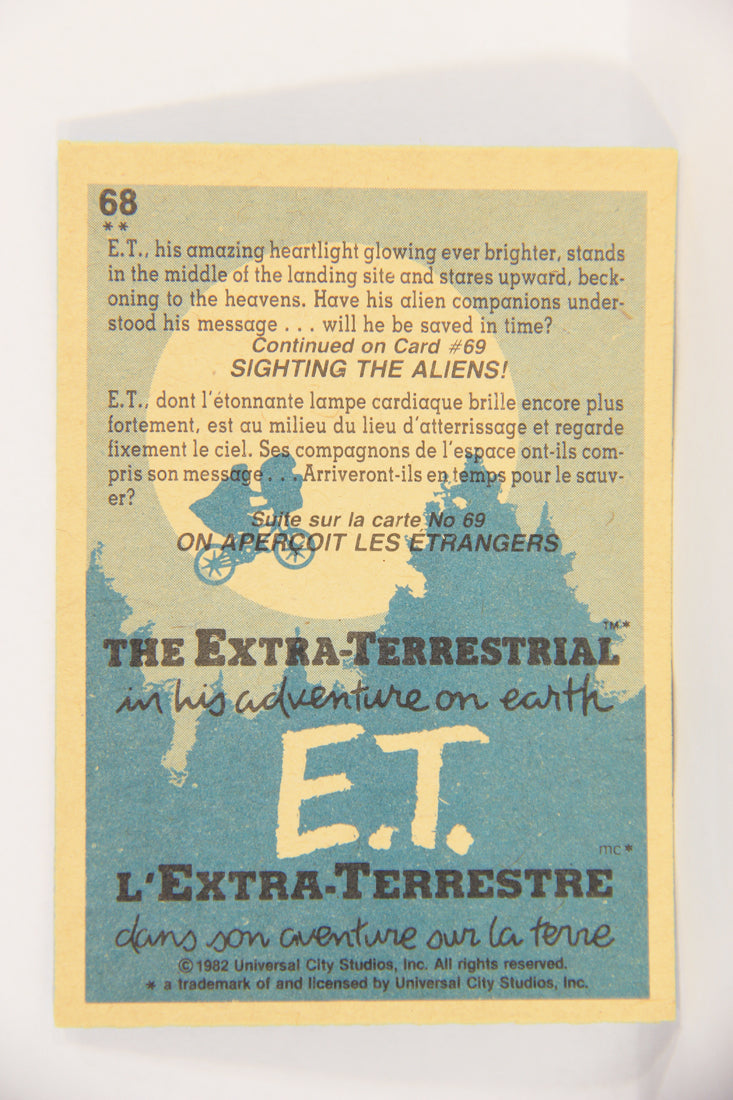 68
**
E.T., his amazing heartlight glowing ever brighter, stands
in the middle of the landing site and stares upward, beck-
oning to the heavens. Have his alien companions under-
stood his message . . . will he be saved in time?
Continued on Card #69
SIGHTING THE ALIENS!
E.T., dont l'étonnante lampe cardiaque brille encore plus
fortement, est au milieu du lieu d'atterrissage et regarde
fixement le ciel. Ses compagnons de l'espace ont-ils com-
pris son message . . . Arriveront-ils en temps pour le sauv-
er?
Suite sur la carte No 69
ON APERÇOIT LES ETRANGERS
THE EXTRA-TERRESTRIAL TM*
in his adventure on earth
E.T.
mc*
L'EXTRA-TERRESTRE
dans son aventure sur la terre
© 1982 Universal City Studios, Inc. All rights reserved.
* a trademark of and licensed by Universal City Studios, Inc.